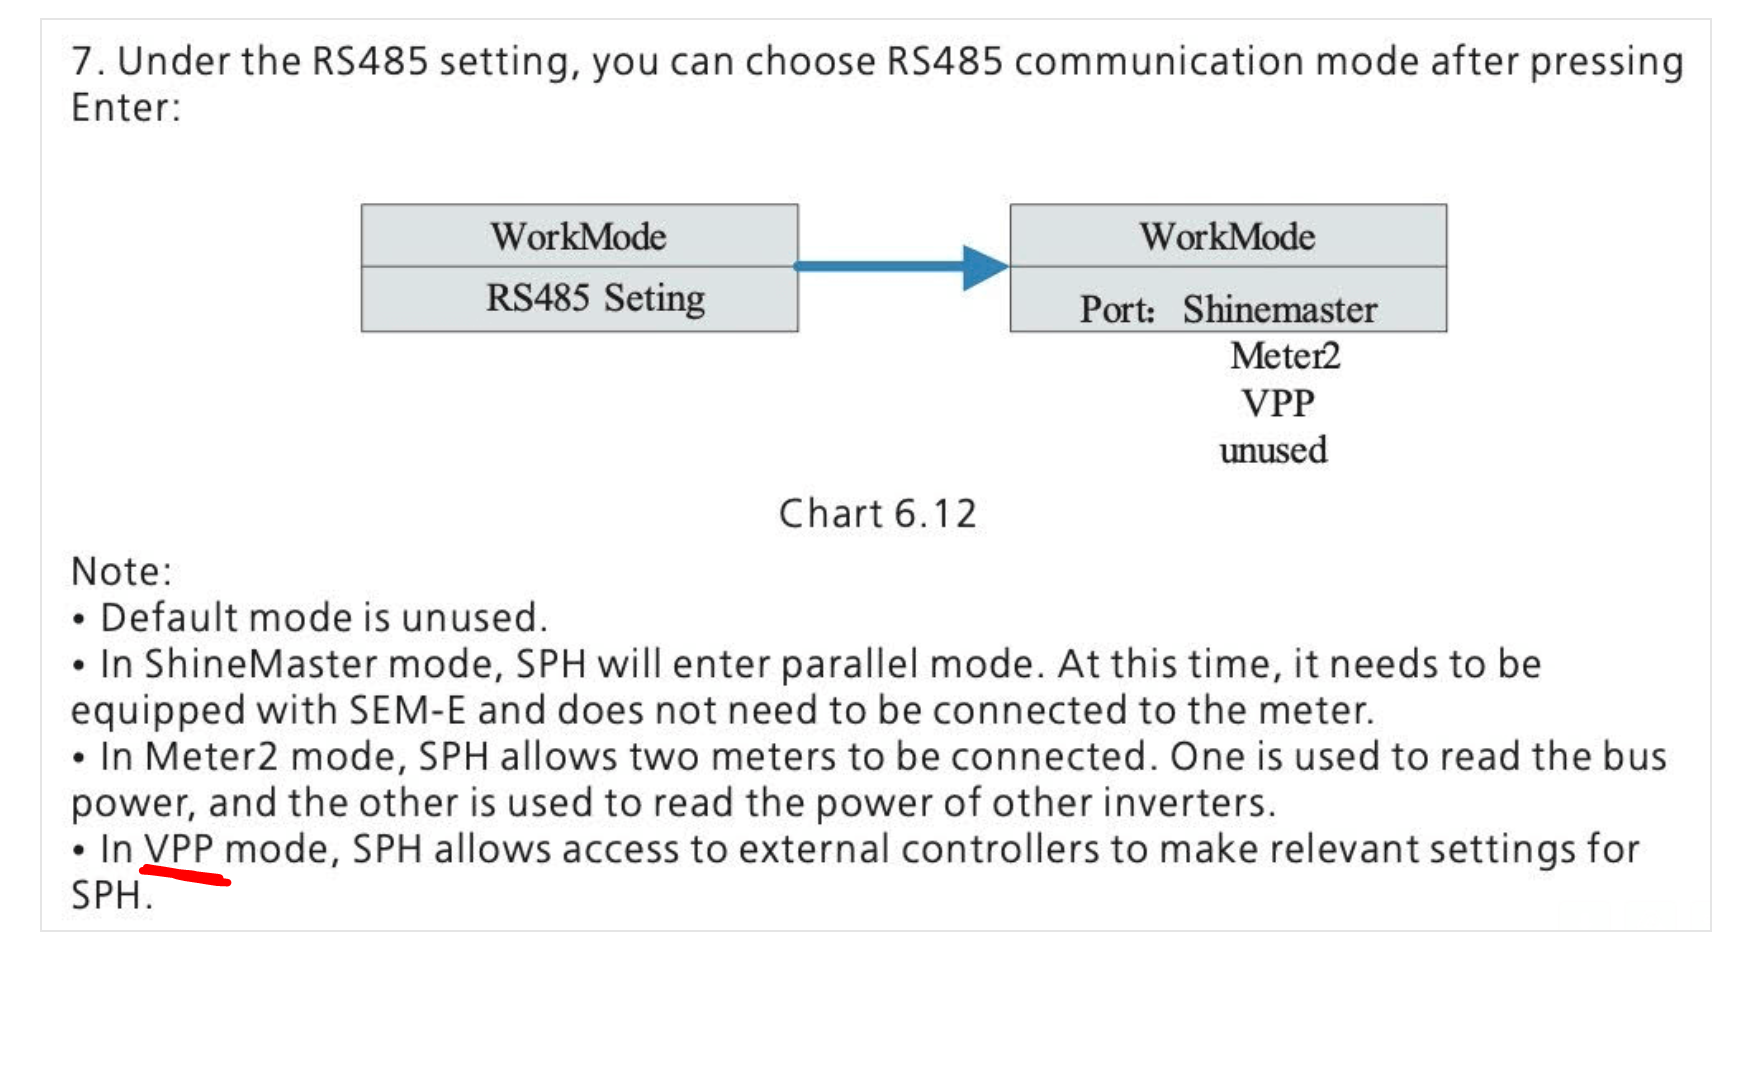 7. Under the RS485 setting, you can choose RS485 communication mode after pressing
Enter:
WorkMode
RS485 Seting
WorkMode
Port: Shinemaster
Meter2
VPP
unused
Chart 6.12
Note:
• Default mode is unused.
• In ShineMaster mode, SPH will enter parallel mode. At this time, it needs to be
equipped with SEM-E and does not need to be connected to the meter.
• In Meter2 mode, SPH allows two meters to be connected. One is used to read the bus
power, and the other is used to read the power of other inverters.
• In VPP mode, SPH allows access to external controllers to make relevant settings for
SPH.